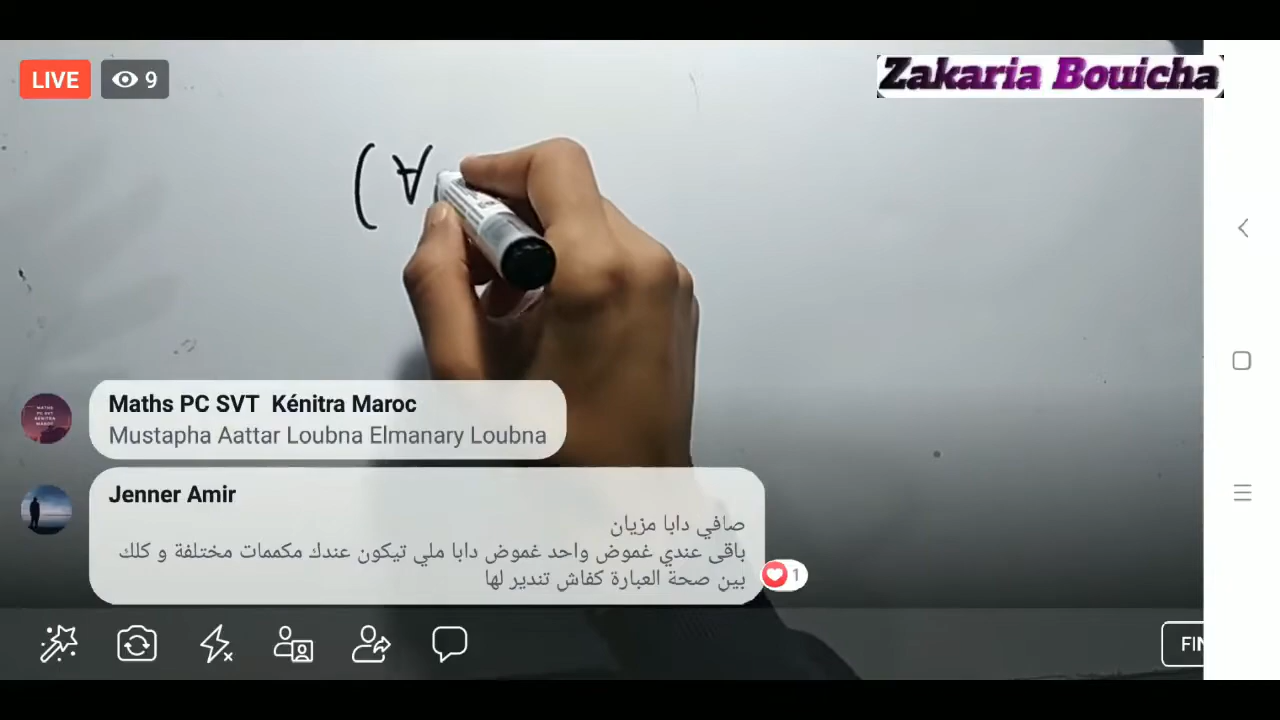 LIVE
9
Zakaria Bouicha
(∀
Maths PC SVT Kénitra Maroc
Mustapha Aattar Loubna Elmanary Loubna
Jenner Amir
صافي دابا مزيان
باقى عندي غموض واحد غموض دابا ملي تيكون عندك مكممات مختلفة و كلك
بين صحة العبارة كفاش تندير لها
1
FIN